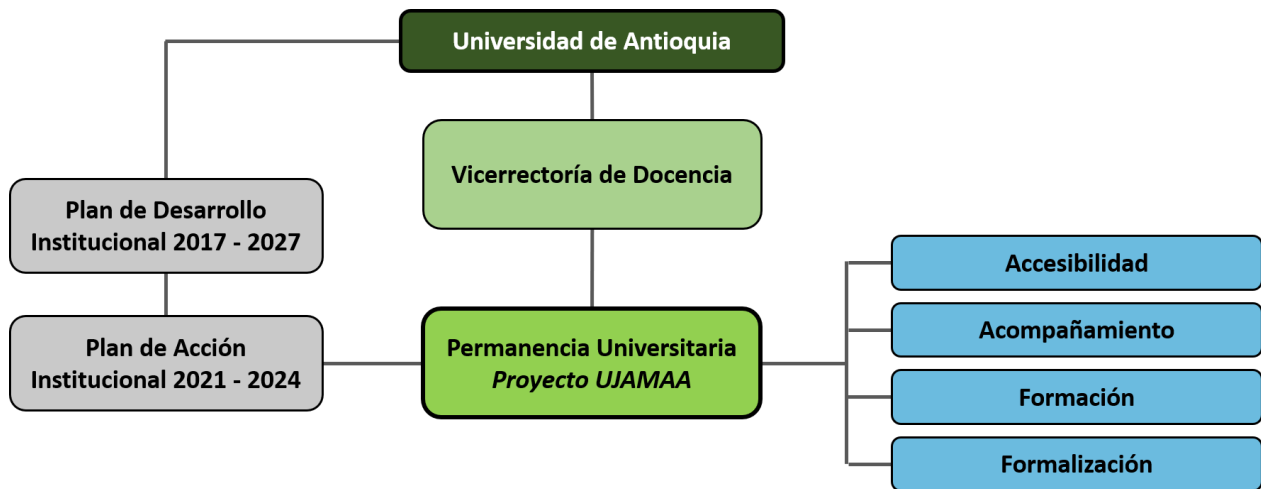 Universidad de Antioquia
Vicerrectoría de Docencia
Plan de Desarrollo
Institucional 2017 - 2027
Plan de Acción
Institucional 2021 - 2024
Permanencia Universitaria
Proyecto UJAMAA
Accesibilidad
Acompañamiento
Formación
Formalización